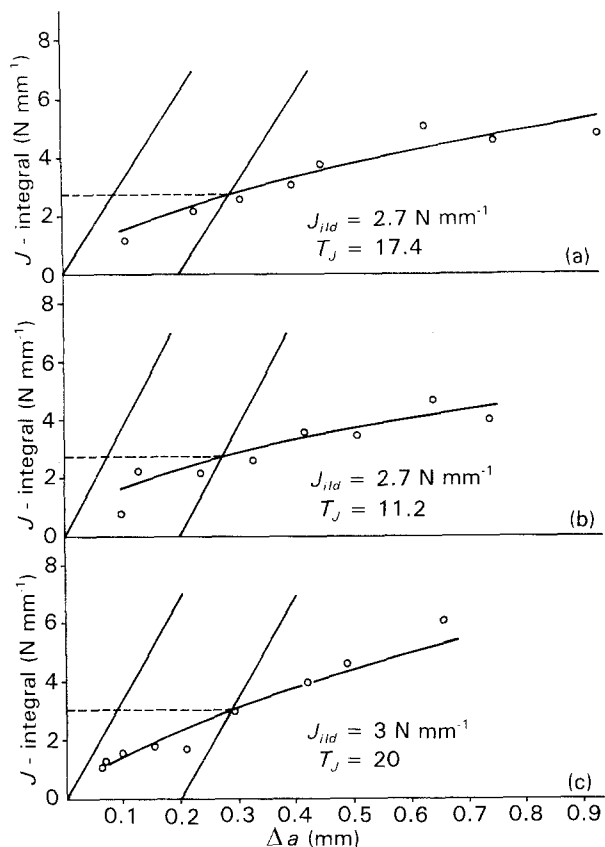 8
6
4
2
0
J - integral (N mm⁻¹)
J_ild = 2.7 N mm⁻¹
T_J = 17.4
(a)
8
6
4
2
0
J - integral (N mm⁻¹)
J_ild = 2.7 N mm⁻¹
T_J = 11.2
(b)
8
6
4
2
0
J - integral (N mm⁻¹)
J_ild = 3 N mm⁻¹
T_J = 20
(c)
0.1 0.2 0.3 0.4 0.5 0.6 0.7 0.8 0.9
Δa (mm)